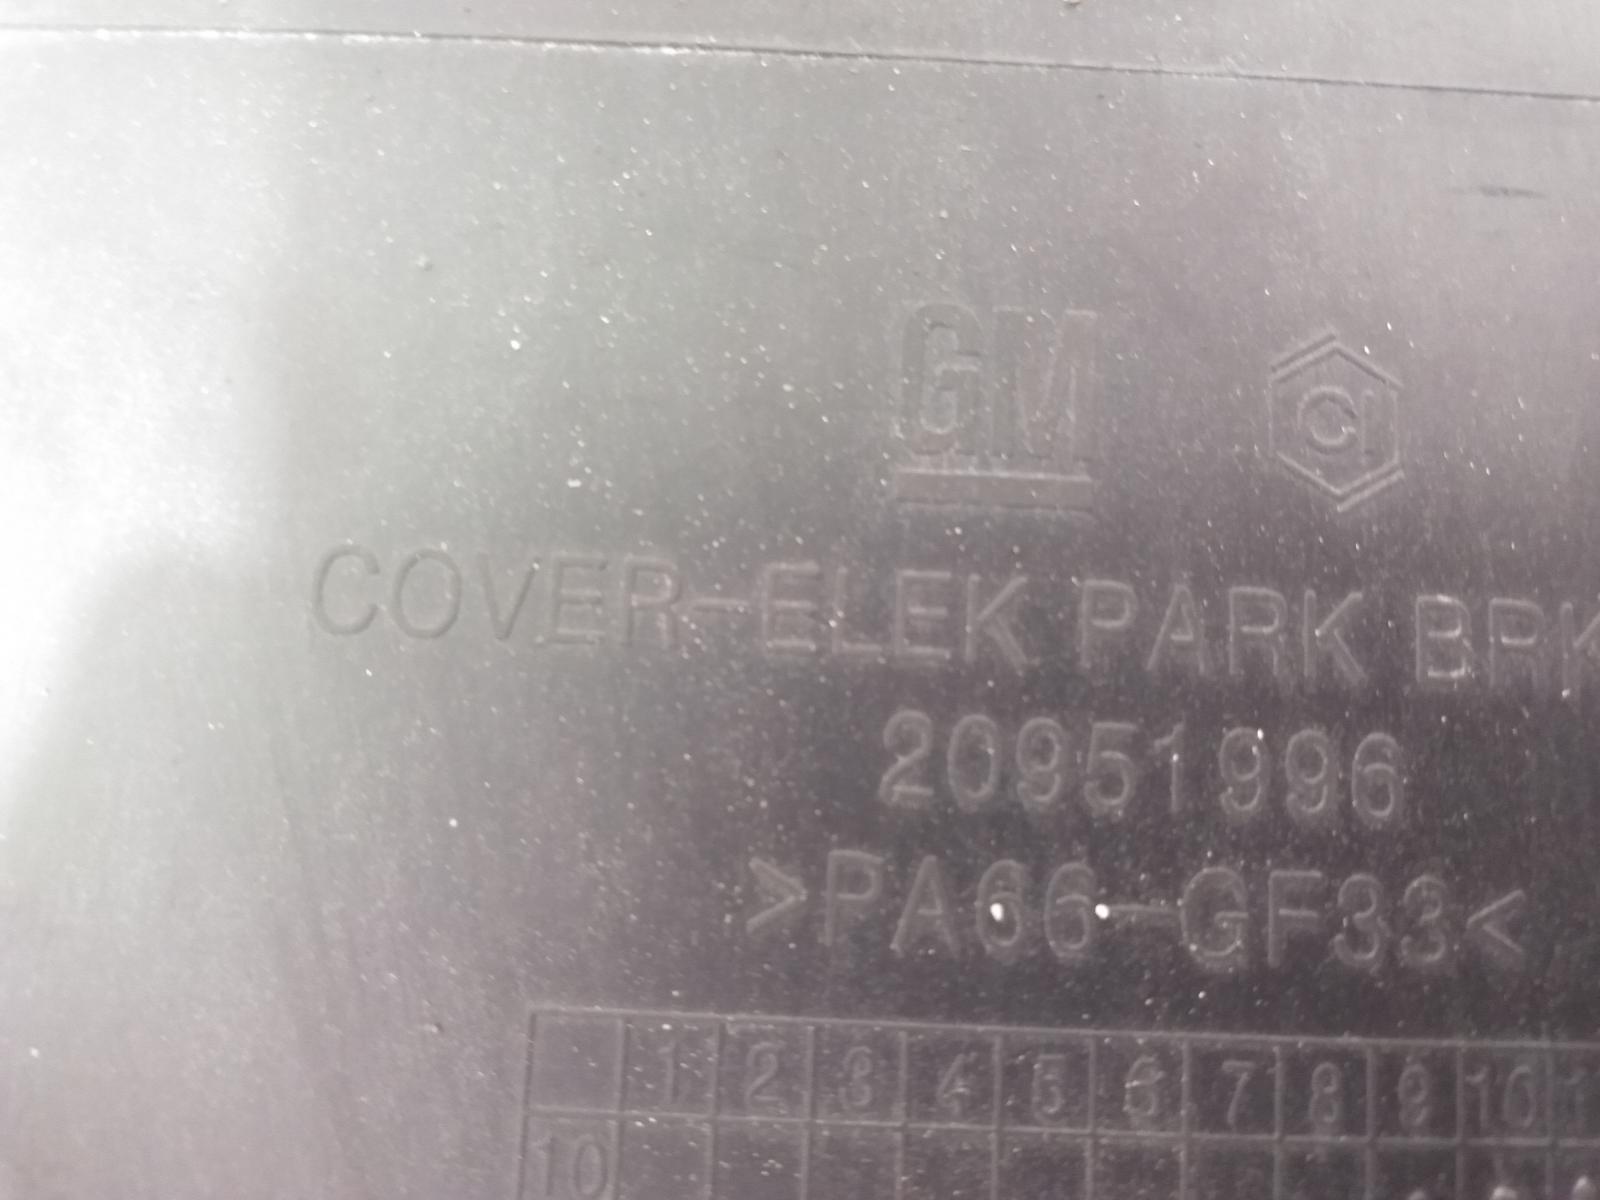 GM CI
COVER-ELEK PARK BRK
20951996
>PA66-GF33<
1 2 3 4 5 6 7 8 9 10
10